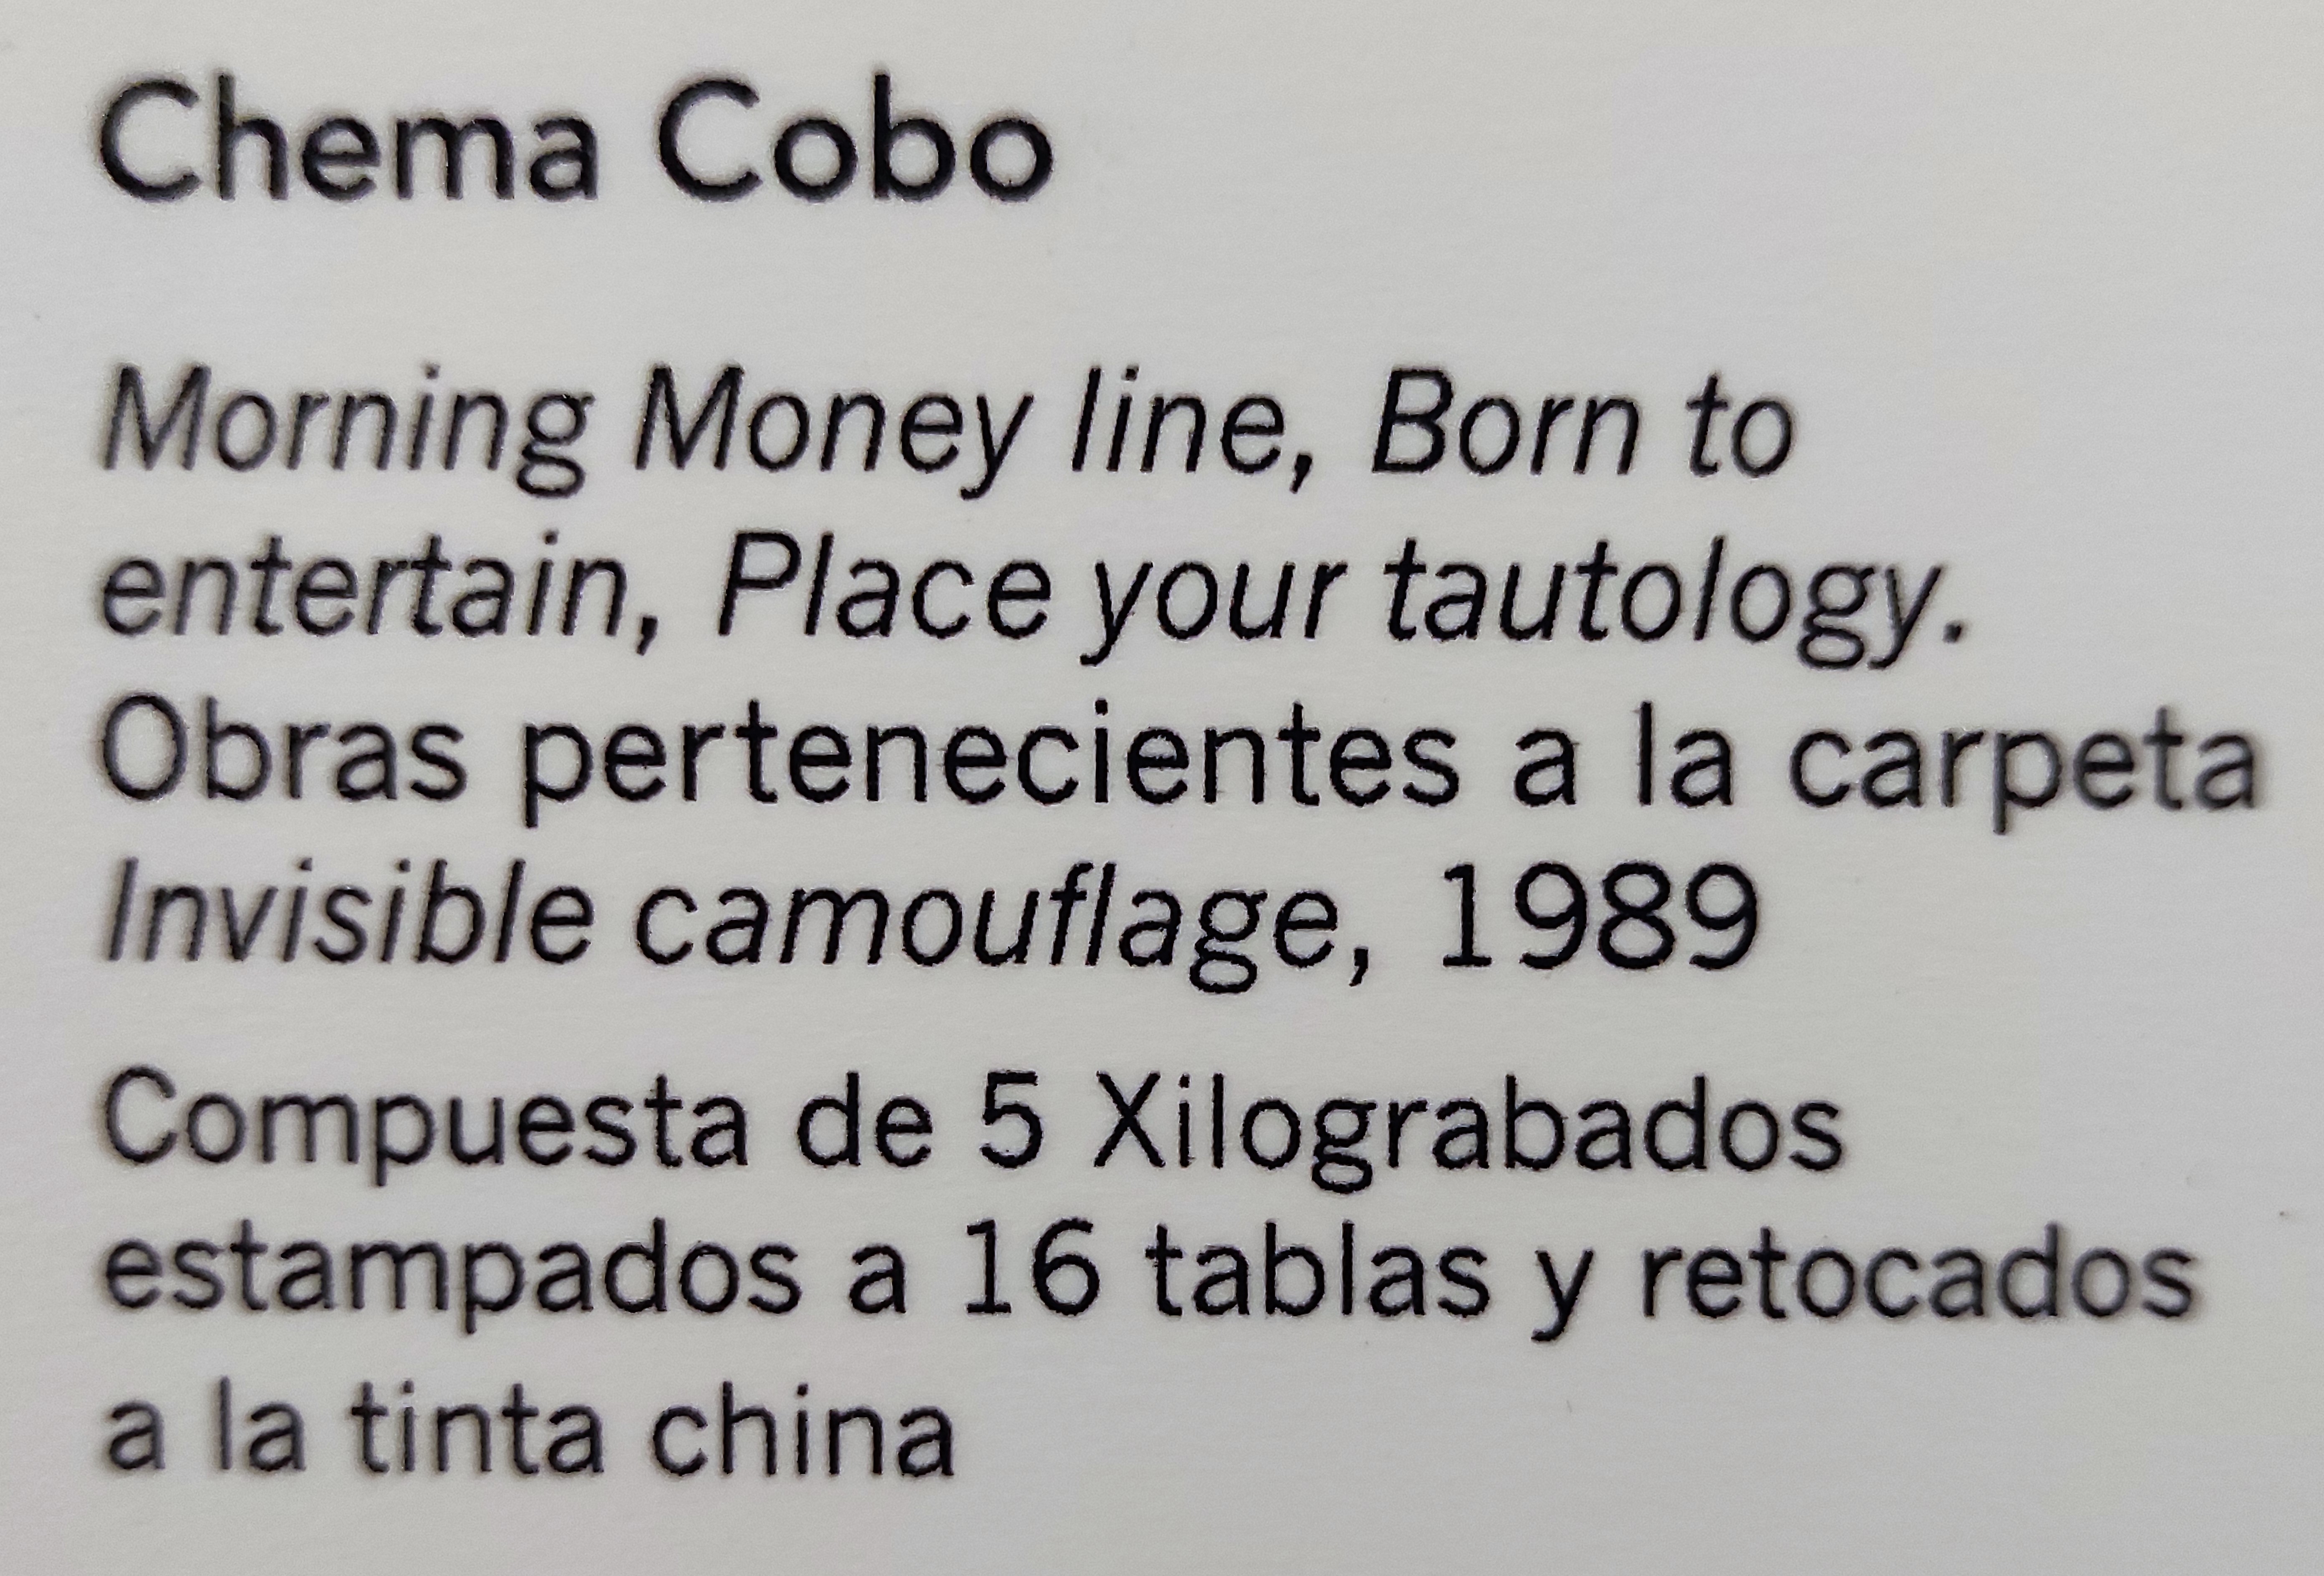 Chema Cobo
Morning Money line, Born to
entertain, Place your tautology.
Obras pertenecientes a la carpeta
Invisible camouflage, 1989
Compuesta de 5 Xilograbados
estampados a 16 tablas y retocados
a la tinta china